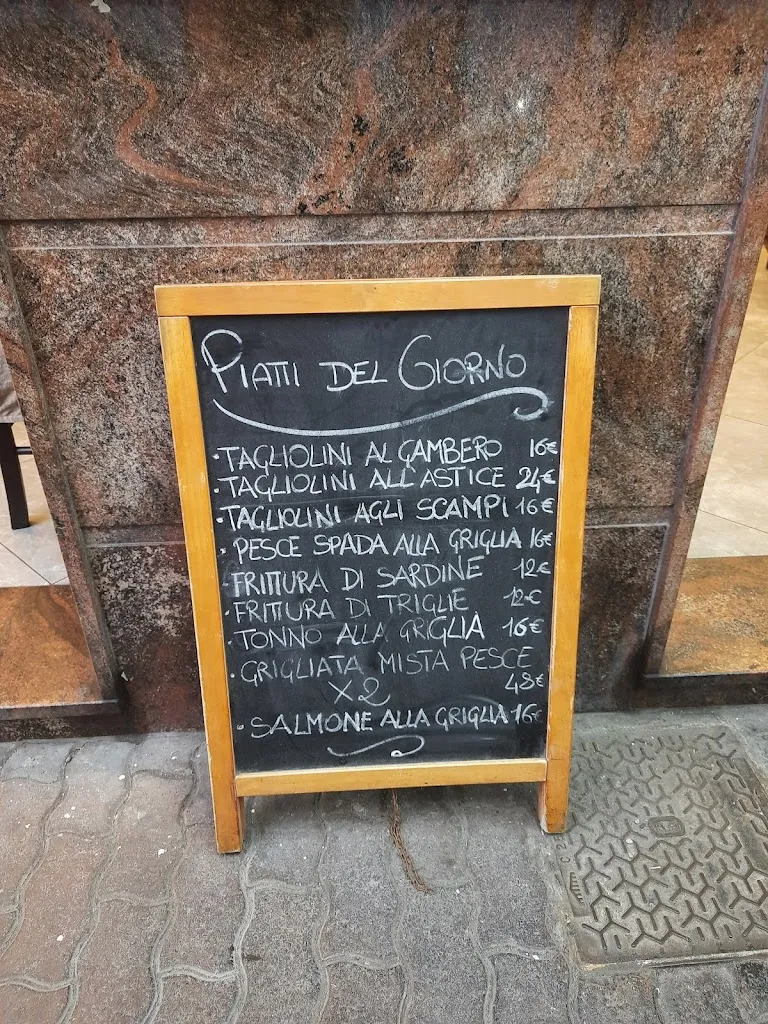 PIATTI DEL GIORNO
• TAGLIOLINI AL GAMBERO 16€
• TAGLIOLINI ALL'ASTICE 24€
• TAGLIOLINI AGLI SCAMPI 16€
• PESCE SPADA ALLA GRIGLIA 16€
• FRITTURA DI SARDINE 12€
• FRITTURA DI TRIGLIE 12€
• TONNO ALLA GRIGLIA 16€
• GRIGLIATA MISTA PESCE
X2 48€
• SALMONE ALLA GRIGLIA 16€